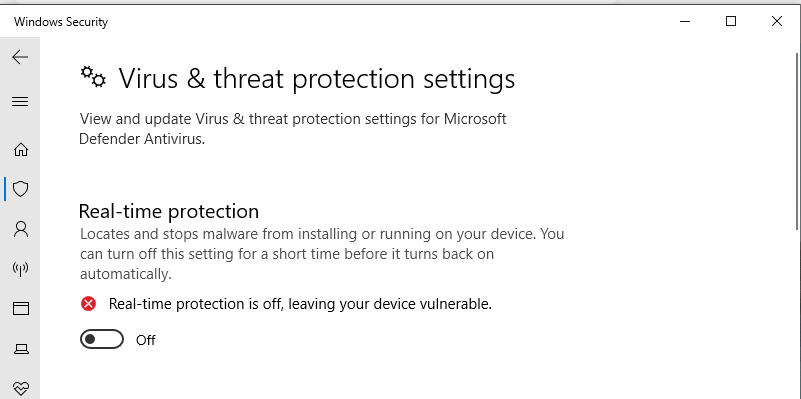 Windows Security
Virus & threat protection settings
View and update Virus & threat protection settings for Microsoft
Defender Antivirus.
Real-time protection
Locates and stops malware from installing or running on your device. You
can turn off this setting for a short time before it turns back on
automatically.
Real-time protection is off, leaving your device vulnerable.
Off